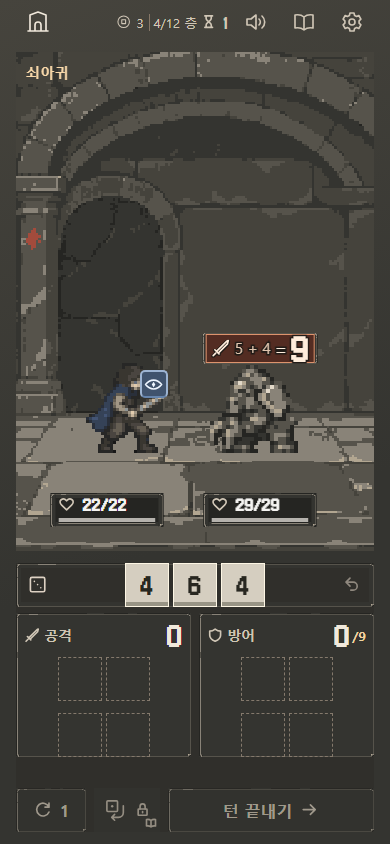 3 4/12 층 1
쇠아귀
5 + 4 = 9
22/22 29/29
4 6 4
공격 0 방어 0/9
1 턴 끝내기 →